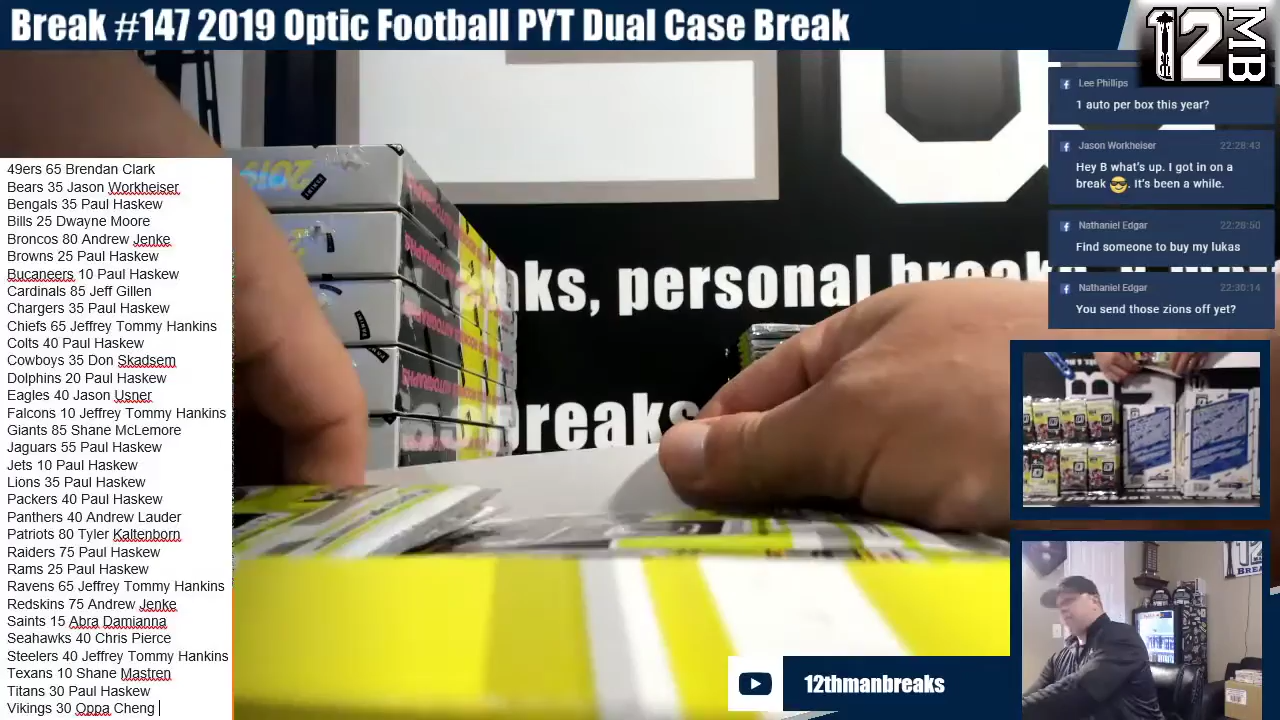 Break #147 2019 Optic Football PYT Dual Case Break
12
MB
Lee Phillips
1 auto per box this year?
Jason Workheiser 22:28:43
Hey B what's up. I got in on a
break 😎. It's been a while.
Nathaniel Edgar 22:28:50
Find someone to buy my lukas
Nathaniel Edgar 22:30:14
You send those zions off yet?
49ers 65 Brendan Clark
Bears 35 Jason Workheiser
Bengals 35 Paul Haskew
Bills 25 Dwayne Moore
Broncos 80 Andrew Jenke
Browns 25 Paul Haskew
Bucaneers 10 Paul Haskew
Cardinals 85 Jeff Gillen
Chargers 35 Paul Haskew
Chiefs 65 Jeffrey Tommy Hankins
Colts 40 Paul Haskew
Cowboys 35 Don Skadsem
Dolphins 20 Paul Haskew
Eagles 40 Jason Usner
Falcons 10 Jeffrey Tommy Hankins
Giants 85 Shane McLemore
Jaguars 55 Paul Haskew
Jets 10 Paul Haskew
Lions 35 Paul Haskew
Packers 40 Paul Haskew
Panthers 40 Andrew Lauder
Patriots 80 Tyler Kaltenborn
Raiders 75 Paul Haskew
Rams 25 Paul Haskew
Ravens 65 Jeffrey Tommy Hankins
Redskins 75 Andrew Jenke
Saints 15 Abra Damianna
Seahawks 40 Chris Pierce
Steelers 40 Jeffrey Tommy Hankins
Texans 10 Shane Mastren
Titans 30 Paul Haskew
Vikings 30 Oppa Cheng
2019
personal
breaks
12thmanbreaks